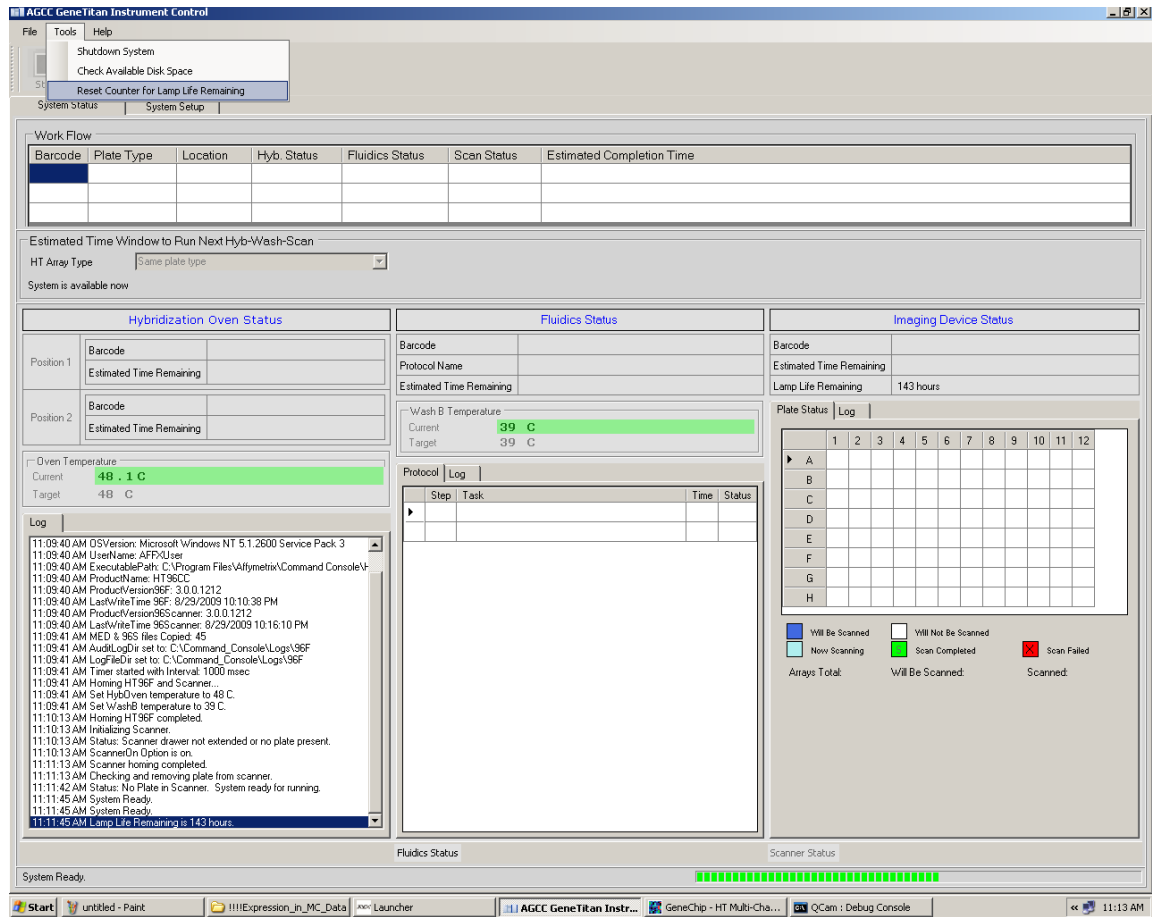 AGCC GeneTitan Instrument Control
File Tools Help
Shutdown System
Check Available Disk Space
Reset Counter for Lamp Life Remaining
System Status System Setup
Work Flow
Barcode Plate Type Location Hyb. Status Fluidics Status Scan Status Estimated Completion Time
Estimated Time Window to Run Next Hyb-Wash-Scan
HT Array Type Same plate type
System is available now
Hybridization Oven Status
Position 1
Barcode
Estimated Time Remaining
Position 2
Barcode
Estimated Time Remaining
Oven Temperature
Current 48 . 1 C
Target 48 C
Log
11:09:40 AM OSVersion: Microsoft Windows NT 5.1.2600 Service Pack 3
11:09:40 AM UserName: AFFXUser
11:09:40 AM ExecutablePath: C:\Program Files\Affymetrix\Command Console\H
11:09:40 AM ProductName: HT96CC
11:09:40 AM ProductVersion96F: 3.0.0.1212
11:09:40 AM LastWriteTime 96F: 8/29/2009 10:10:38 PM
11:09:40 AM ProductVersion96Scanner: 3.0.0.1212
11:09:40 AM LastWriteTime 96Scanner: 8/29/2009 10:16:10 PM
11:09:41 AM MED & 96S files Copied: 45
11:09:41 AM AuditLogDir set to: C:\Command_Console\Logs\96F
11:09:41 AM LogFileDir set to: C:\Command_Console\Logs\96F
11:09:41 AM Timer started with Interval: 1000 msec
11:09:41 AM Homing HT96F and Scanner...
11:09:41 AM Set HybOven temperature to 48 C.
11:09:41 AM Set WashB temperature to 39 C.
11:10:13 AM Homing HT96F completed.
11:10:13 AM Initializing Scanner.
11:10:13 AM Status: Scanner drawer not extended or no plate present.
11:10:13 AM ScannerOn Option is on.
11:11:13 AM Scanner homing completed.
11:11:13 AM Checking and removing plate from scanner.
11:11:42 AM Status: No Plate in Scanner. System ready for running.
11:11:45 AM System Ready.
11:11:45 AM System Ready.
11:11:45 AM Lamp Life Remaining is 143 hours.
Fluidics Status
Barcode
Protocol Name
Estimated Time Remaining
Wash B Temperature
Current 39 C
Target 39 C
Protocol Log
Step Task Time Status
Imaging Device Status
Barcode
Estimated Time Remaining
Lamp Life Remaining 143 hours
Plate Status Log
1 2 3 4 5 6 7 8 9 10 11 12
A
B
C
D
E
F
G
H
Will Be Scanned Will Not Be Scanned
Now Scanning S Scan Completed X Scan Failed
Arrays Total: Will Be Scanned: Scanned:
Fluidics Status Scanner Status
System Ready.
Start untitled - Paint !!!!Expression_in_MC_Data Launcher AGCC GeneTitan Instr... GeneChip - HT Multi-Cha... QCam : Debug Console 11:13 AM